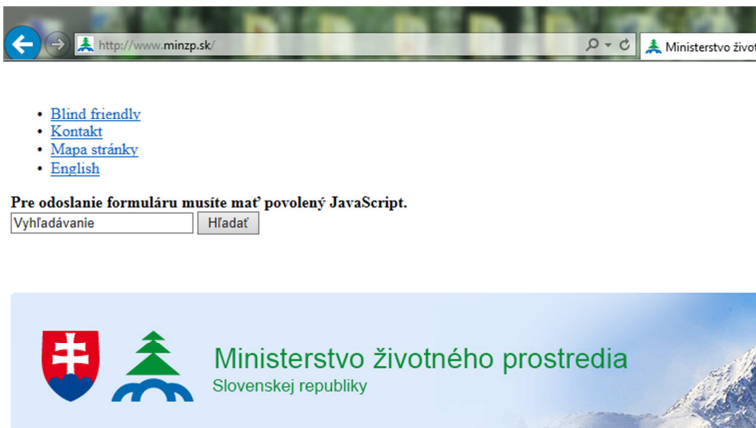 http://www.minzp.sk/
Ministerstvo živo
Blind friendly
Kontakt
Mapa stránky
English
Pre odoslanie formuláru musíte mať povolený JavaScript.
Vyhľadávanie Hľadať
Ministerstvo životného prostredia
Slovenskej republiky